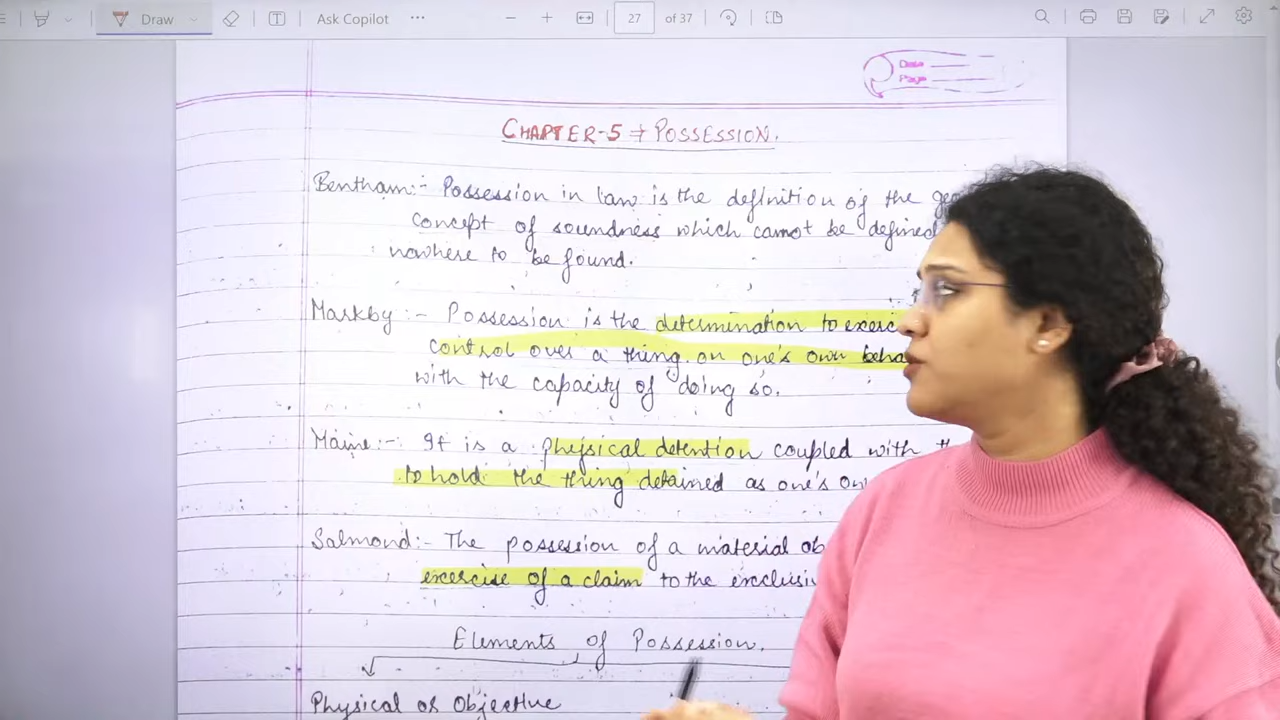 Draw
Ask Copilot
27 of 37
Date
Page
CHAPTER-5 → POSSESSION.
Bentham:- Possession in law is the definition of the
concept of soundness which cannot be defined
nowhere to be found.
Markby:- Possession is the determination to exerc
control over a thing on one's own beha
with the capacity of doing so.
Maine:- It is a physical detention coupled with
to hold the thing detained as one's ow
Salmond:- The possession of a material ob
exercise of a claim to the exclusi
Elements of Possession.
Physical or Objective